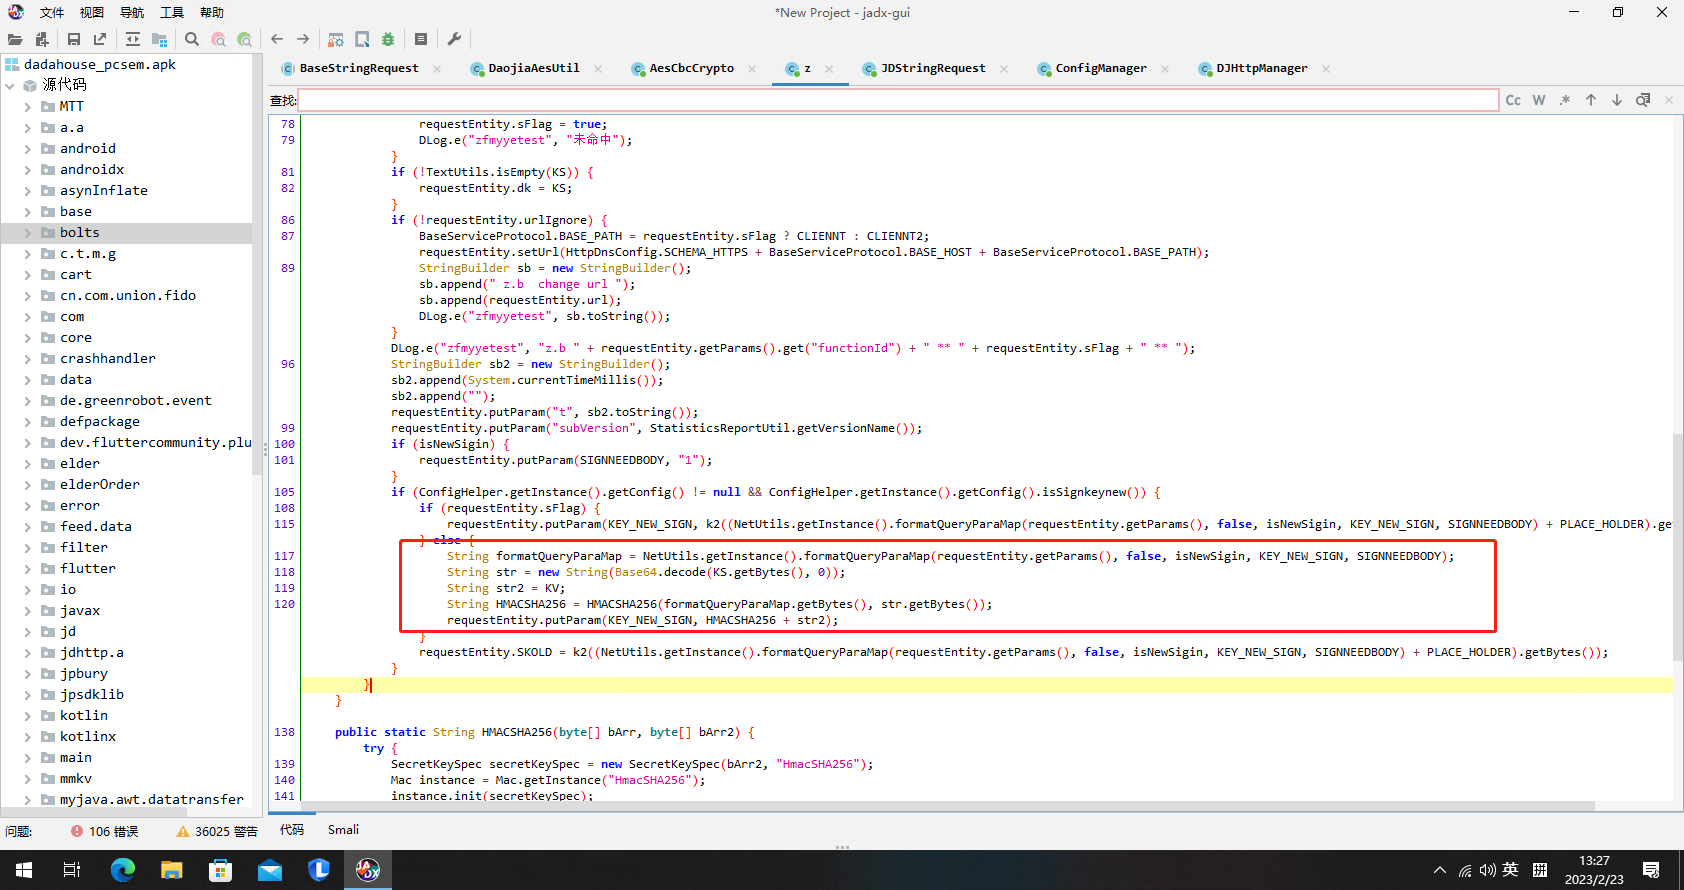 文件 视图 导航 工具 帮助
*New Project - jadx-gui
dadahouse_pcsem.apk
源代码
MTT
a.a
android
androidx
asynInflate
base
bolts
c.t.m.g
cart
cn.com.union.fido
com
core
crashhandler
data
de.greenrobot.event
defpackage
dev.fluttercommunity.plu
elder
elderOrder
error
feed.data
filter
flutter
io
javax
jd
jdhttp.a
jpbury
jpsdklib
kotlin
kotlinx
main
mmkv
myjava.awt.datatransfer
BaseStringRequest DaojiaAesUtil AesCbcCrypto z JDStringRequest ConfigManager DJHttpManager
查找:
Cc W .*
78 requestEntity.sFlag = true;
79 DLog.e("zfmyyetest", "未命中");
}
81 if (!TextUtils.isEmpty(KS)) {
82 requestEntity.dk = KS;
}
86 if (!requestEntity.urlIgnore) {
87 BaseServiceProtocol.BASE_PATH = requestEntity.sFlag ? CLIENNT : CLIENNT2;
requestEntity.setUrl(HttpDnsConfig.SCHEMA_HTTPS + BaseServiceProtocol.BASE_HOST + BaseServiceProtocol.BASE_PATH);
89 StringBuilder sb = new StringBuilder();
sb.append(" z.b  change url ");
sb.append(requestEntity.url);
DLog.e("zfmyyetest", sb.toString());
}
DLog.e("zfmyyetest", "z.b " + requestEntity.getParams().get("functionId") + " ** " + requestEntity.sFlag + " ** ");
96 StringBuilder sb2 = new StringBuilder();
sb2.append(System.currentTimeMillis());
sb2.append("");
requestEntity.putParam("t", sb2.toString());
99 requestEntity.putParam("subVersion", StatisticsReportUtil.getVersionName());
100 if (isNewSigin) {
101 requestEntity.putParam(SIGNNEEDBODY, "1");
}
105 if (ConfigHelper.getInstance().getConfig() != null && ConfigHelper.getInstance().getConfig().isSignkeynew()) {
108 if (requestEntity.sFlag) {
115 requestEntity.putParam(KEY_NEW_SIGN, k2((NetUtils.getInstance().formatQueryParaMap(requestEntity.getParams(), false, isNewSigin, KEY_NEW_SIGN, SIGNNEEDBODY) + PLACE_HOLDER).ge
} else {
117 String formatQueryParaMap = NetUtils.getInstance().formatQueryParaMap(requestEntity.getParams(), false, isNewSigin, KEY_NEW_SIGN, SIGNNEEDBODY);
118 String str = new String(Base64.decode(KS.getBytes(), 0));
119 String str2 = KV;
120 String HMACSHA256 = HMACSHA256(formatQueryParaMap.getBytes(), str.getBytes());
requestEntity.putParam(KEY_NEW_SIGN, HMACSHA256 + str2);
}
requestEntity.SKOLD = k2((NetUtils.getInstance().formatQueryParaMap(requestEntity.getParams(), false, isNewSigin, KEY_NEW_SIGN, SIGNNEEDBODY) + PLACE_HOLDER).getBytes());
}
}
}
138 public static String HMACSHA256(byte[] bArr, byte[] bArr2) {
try {
139 SecretKeySpec secretKeySpec = new SecretKeySpec(bArr2, "HmacSHA256");
140 Mac instance = Mac.getInstance("HmacSHA256");
141 instance.init(secretKeySpec);
问题: 106 错误 36025 警告 代码 Smali
英
13:27
2023/2/23